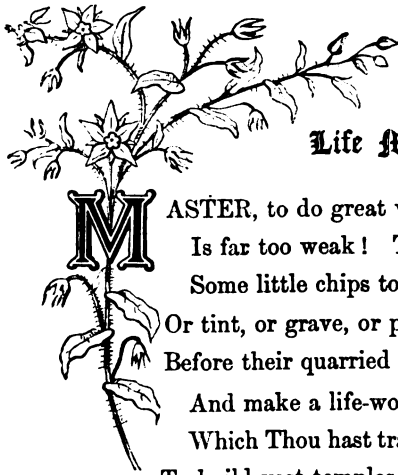 Life
MASTER, to do great
Is far too weak!
Some little chips to
Or tint, or grave, or
Before their quarried
And make a life-wo
Which Thou hast tra